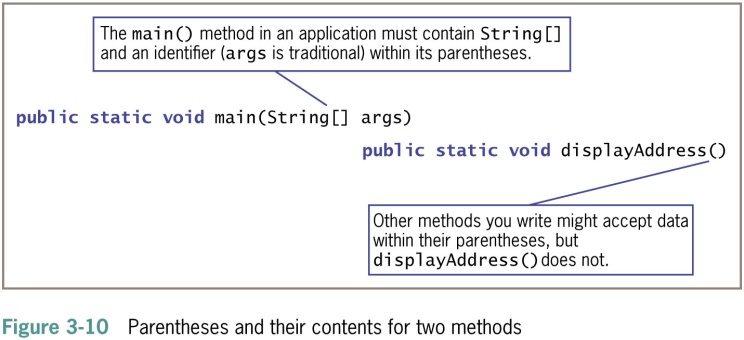 The main() method in an application must contain String[]
and an identifier (args is traditional) within its parentheses.
public static void main(String[] args)
public static void displayAddress()
Other methods you write might accept data
within their parentheses, but
displayAddress() does not.
Figure 3-10 Parentheses and their contents for two methods